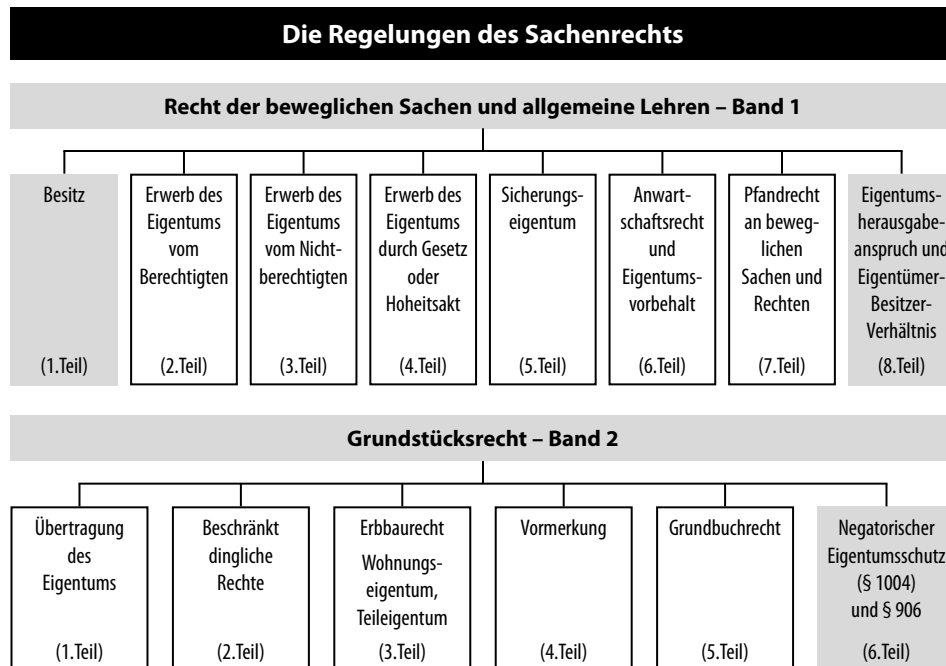 Die Regelungen des Sachenrechts
Recht der beweglichen Sachen und allgemeine Lehren – Band 1
Besitz
(1.Teil)
Erwerb des
Eigentums
vom
Berechtigten
(2.Teil)
Erwerb des
Eigentums
vom Nicht-
berechtigten
(3.Teil)
Erwerb des
Eigentums
durch Gesetz
oder
Hoheitsakt
(4.Teil)
Sicherungs-
eigentum
(5.Teil)
Anwart-
schaftsrecht
und
Eigentums-
vorbehalt
(6.Teil)
Pfandrecht
an beweg-
lichen
Sachen und
Rechten
(7.Teil)
Eigentums-
herausgabe-
anspruch und
Eigentümer-
Besitzer-
Verhältnis
(8.Teil)
Grundstücksrecht – Band 2
Übertragung
des
Eigentums
(1.Teil)
Beschränkt
dingliche
Rechte
(2.Teil)
Erbbaurecht
Wohnungs-
eigentum,
Teileigentum
(3.Teil)
Vormerkung
(4.Teil)
Grundbuchrecht
(5.Teil)
Negatorischer
Eigentumsschutz
(§ 1004)
und § 906
(6.Teil)